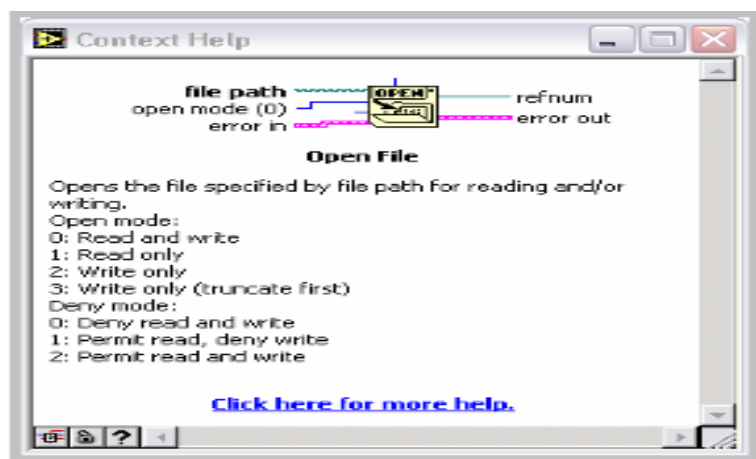 Context Help
file path
OPEN
refnum
open mode (0)
error out
error in
Open File
Opens the file specified by file path for reading and/or
writing.
Open mode:
0: Read and write
1: Read only
2: Write only
3: Write only (truncate first)
Deny mode:
0: Deny read and write
1: Permit read, deny write
2: Permit read and write
Click here for more help.
?